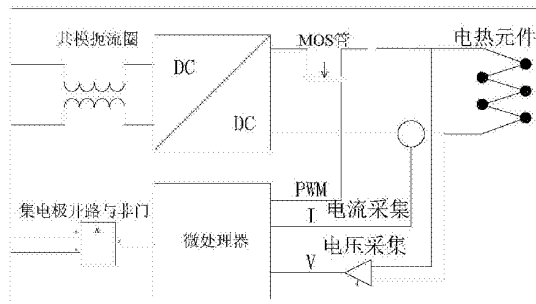 共模扼流圈
MOS管
电热元件
DC
DC
PWM
I
电流采集
集电极开路与非门
&
微处理器
电压采集
V